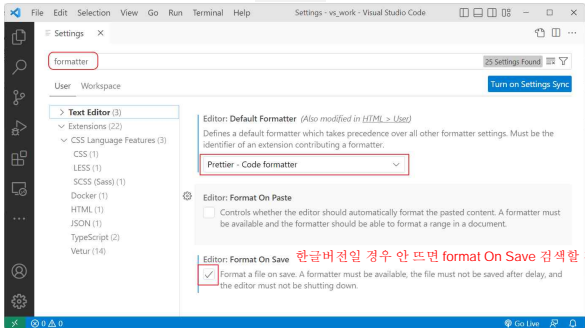 File Edit Selection View Go Run Terminal Help Settings - vs_work - Visual Studio Code
Settings
formatter
25 Settings Found
User Workspace
Turn on Settings Sync
Text Editor (3)
Extensions (22)
CSS Language Features (3)
CSS (1)
LESS (1)
SCSS (Sass) (1)
Docker (1)
HTML (1)
JSON (1)
TypeScript (2)
Vetur (14)
Editor: Default Formatter (Also modified in HTML > User)
Defines a default formatter which takes precedence over all other formatter settings. Must be the
identifier of an extension contributing a formatter.
Prettier - Code formatter
Editor: Format On Paste
Controls whether the editor should automatically format the pasted content. A formatter must
be available and the formatter should be able to format a range in a document.
Editor: Format On Save 한글버전일 경우 안 뜨면 format On Save 검색할
Format a file on save. A formatter must be available, the file must not be saved after delay, and
the editor must not be shutting down.
0 0 Go Live